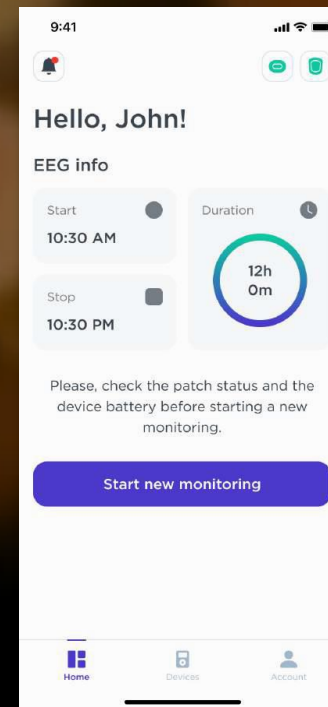 9:41
Hello, John!
EEG info
Start
10:30 AM
Stop
10:30 PM
Duration
12h
0m
Please, check the patch status and the
device battery before starting a new
monitoring.
Start new monitoring
Home
Devices
Account